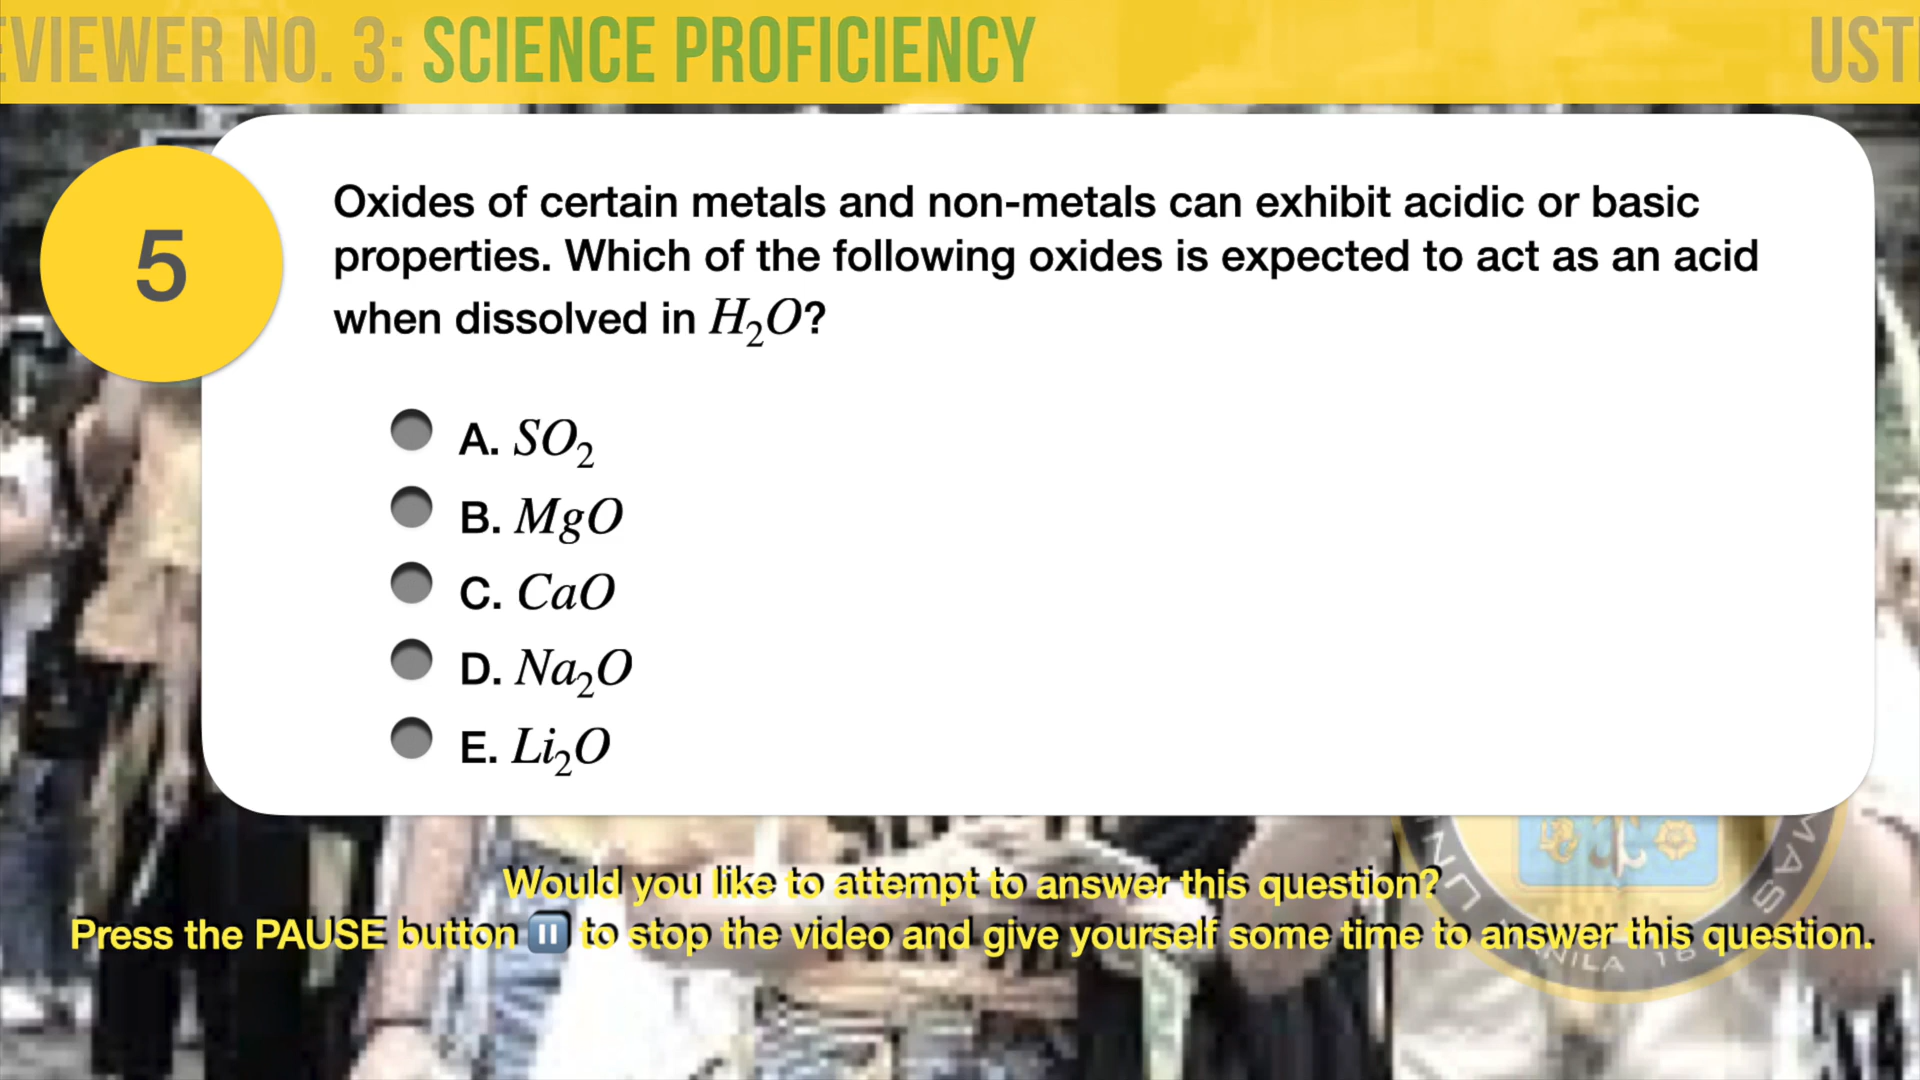 EVIEWER NO. 3: SCIENCE PROFICIENCY UST
5
Oxides of certain metals and non-metals can exhibit acidic or basic
properties. Which of the following oxides is expected to act as an acid
when dissolved in H₂O?
A. SO₂
B. MgO
C. CaO
D. Na₂O
E. Li₂O
Would you like to attempt to answer this question?
Press the PAUSE button ⏸ to stop the video and give yourself some time to answer this question.